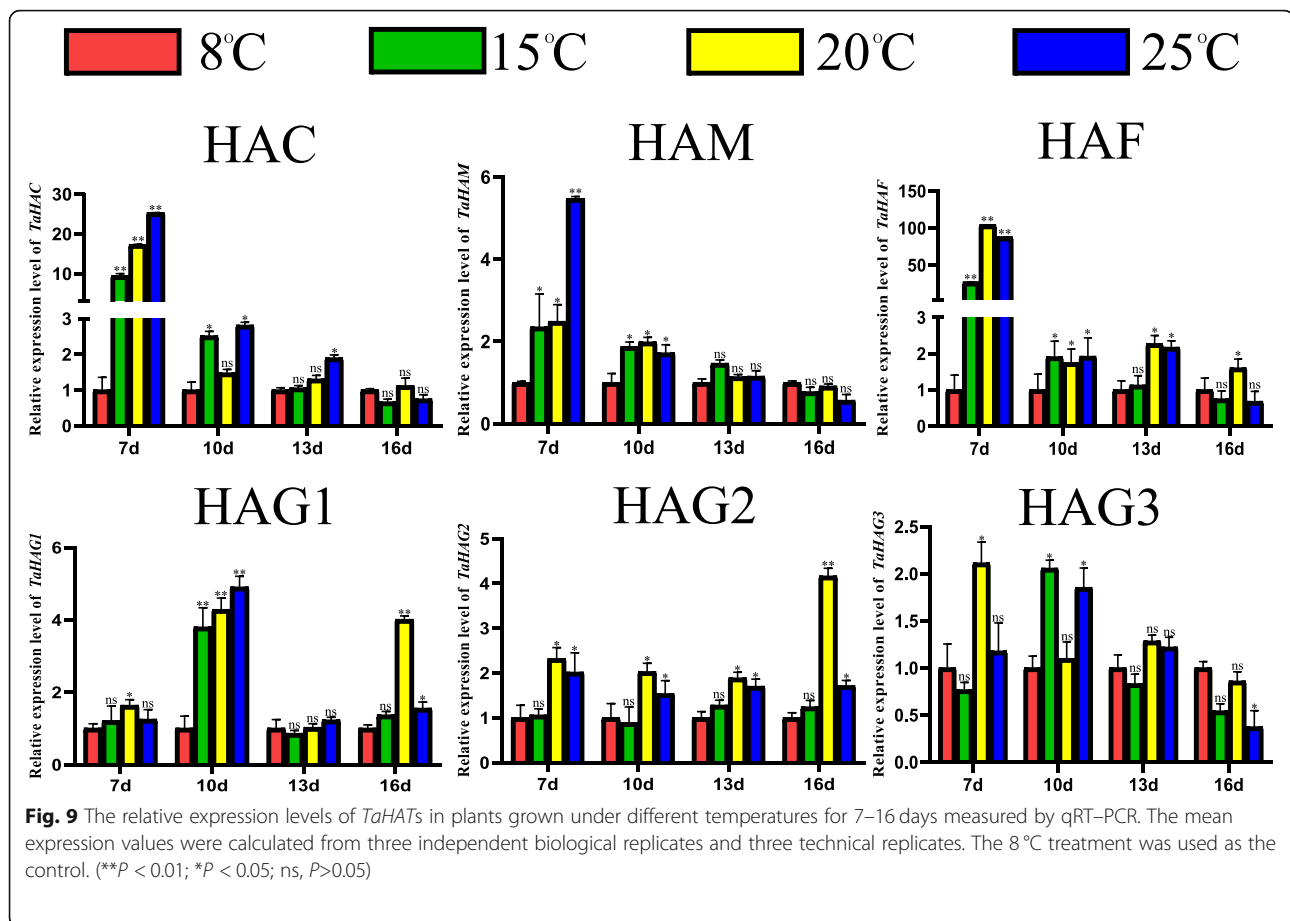 8°C 15°C 20°C 25°C
HAC
Relative expression level of TaHAC
30
20
10
3
2
1
0
** ** **
* ns *
ns ns *
ns ns ns
7d 10d 13d 16d
HAM
Relative expression level of TaHAM
6
4
2
0
* * **
* * *
ns ns ns
ns ns ns
7d 10d 13d 16d
HAF
Relative expression level of TaHAF
150
100
50
3
2
1
0
** ** **
* * *
ns * *
ns * ns
7d 10d 13d 16d
HAG1
Relative expression level of TaHAG1
6
4
2
0
ns * ns
** ** **
ns ns ns
ns ** *
7d 10d 13d 16d
HAG2
Relative expression level of TaHAG2
5
4
3
2
1
0
ns * *
ns * *
ns * *
ns ** *
7d 10d 13d 16d
HAG3
Relative expression level of TaHAG3
2.5
2.0
1.5
1.0
0.5
0.0
ns * ns
* ns *
ns ns ns
ns ns *
7d 10d 13d 16d
Fig. 9 The relative expression levels of TaHATs in plants grown under different temperatures for 7–16 days measured by qRT–PCR. The mean
expression values were calculated from three independent biological replicates and three technical replicates. The 8 °C treatment was used as the
control. (**P < 0.01; *P < 0.05; ns, P>0.05)